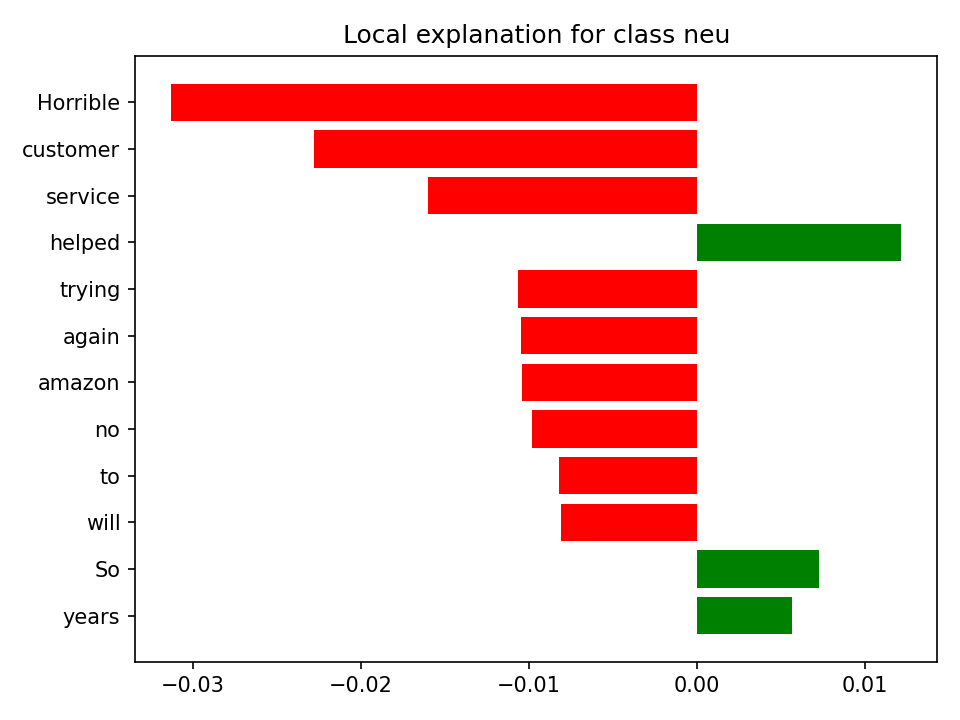 Local explanation for class neu
Horrible
customer
service
helped
trying
again
amazon
no
to
will
So
years
−0.03 −0.02 −0.01 0.00 0.01